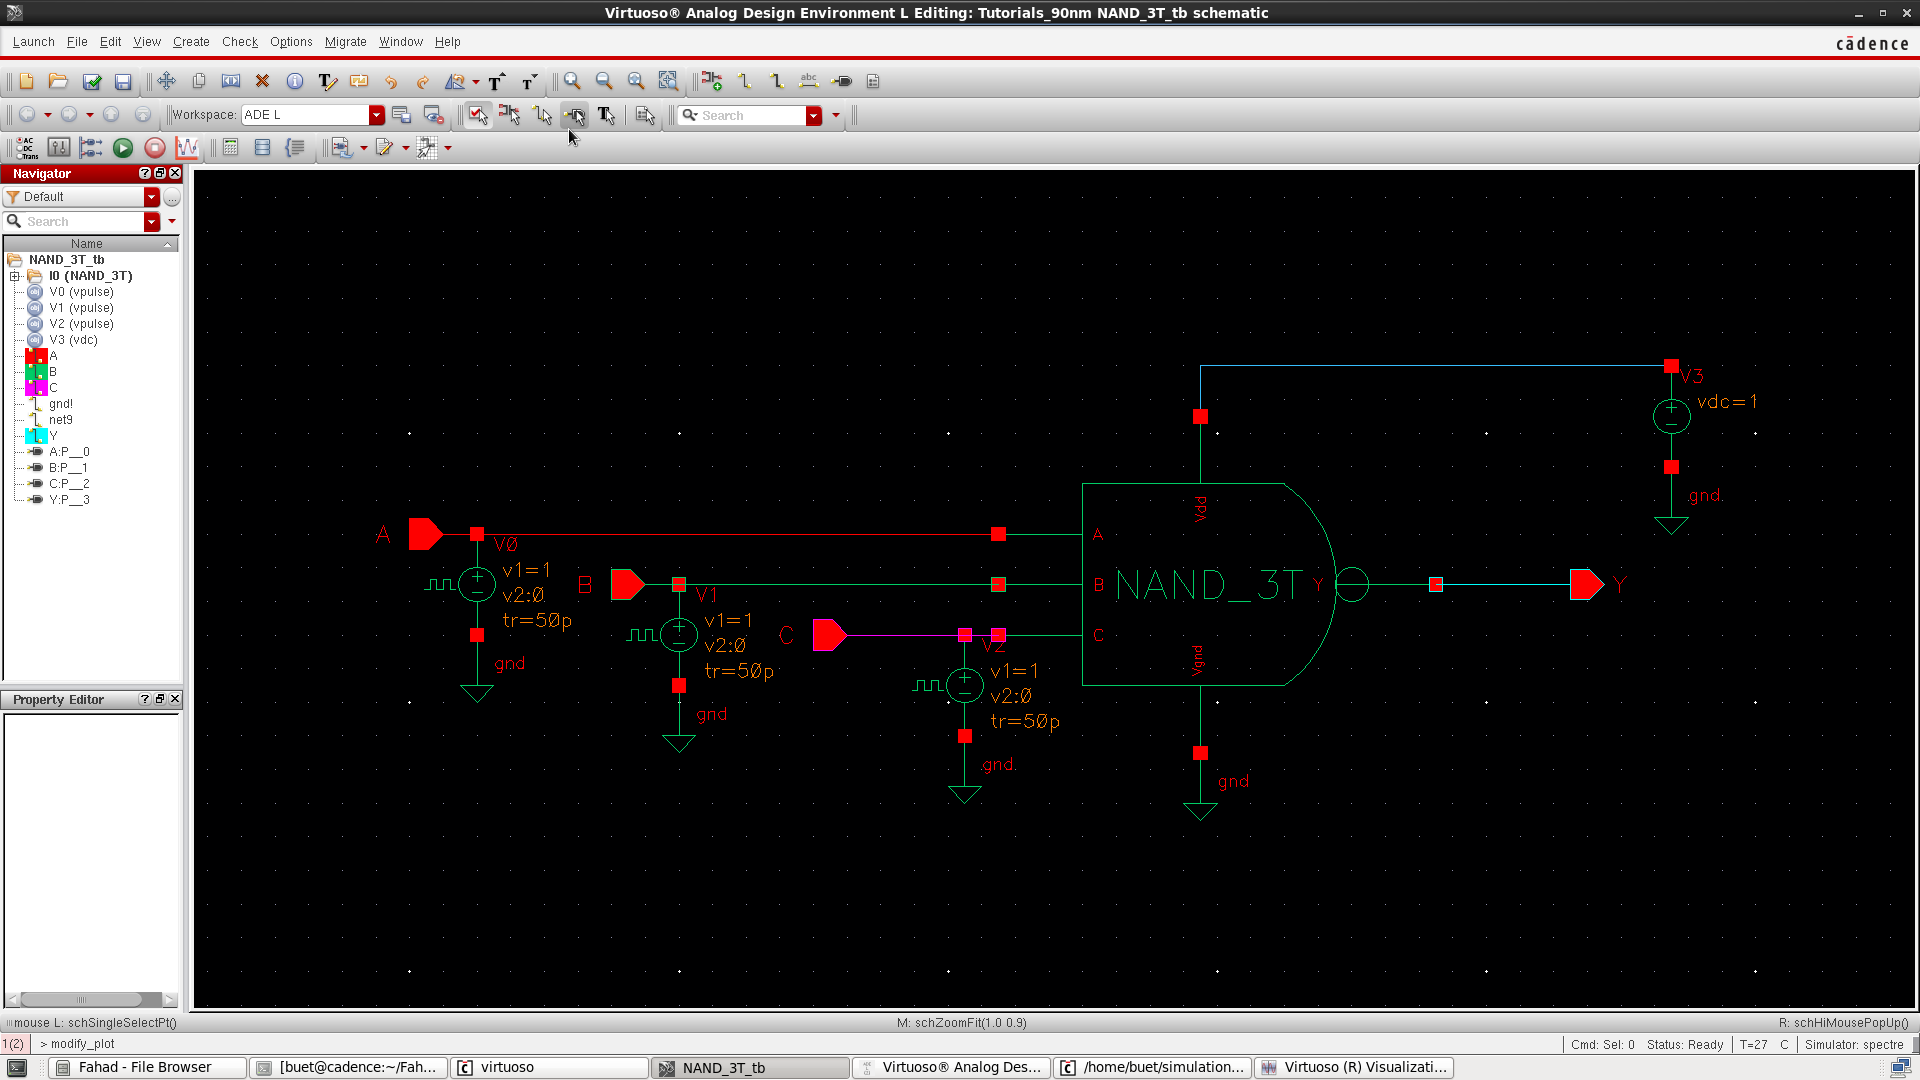 Virtuoso® Analog Design Environment L Editing: Tutorials_90nm NAND_3T_tb schematic
Launch File Edit View Create Check Options Migrate Window Help
cādence
abc
Workspace: ADE L
Search
AC
DC
Trans
Navigator
Default
Search
Name
NAND_3T_tb
I0 (NAND_3T)
V0 (vpulse)
V1 (vpulse)
V2 (vpulse)
V3 (vdc)
A
B
C
gnd!
net9
Y
A:P__0
B:P__1
C:P__2
Y:P__3
Property Editor
V3
vdc=1
gnd
A
V0
v1=1
v2:0
tr=50p
gnd
B
V1
v1=1
v2:0
tr=50p
gnd
C
V2
v1=1
v2:0
tr=50p
gnd
Vdd
A
B
C
NAND_3T
Y
Vgnd
gnd
Y
mouse L: schSingleSelectPt() M: schZoomFit(1.0 0.9) R: schHiMousePopUp()
1(2) > modify_plot Cmd: Sel: 0 Status: Ready T=27 C Simulator: spectre
Fahad - File Browser [buet@cadence:~/Fah... virtuoso NAND_3T_tb Virtuoso® Analog Des... /home/buet/simulation... Virtuoso (R) Visualizati...